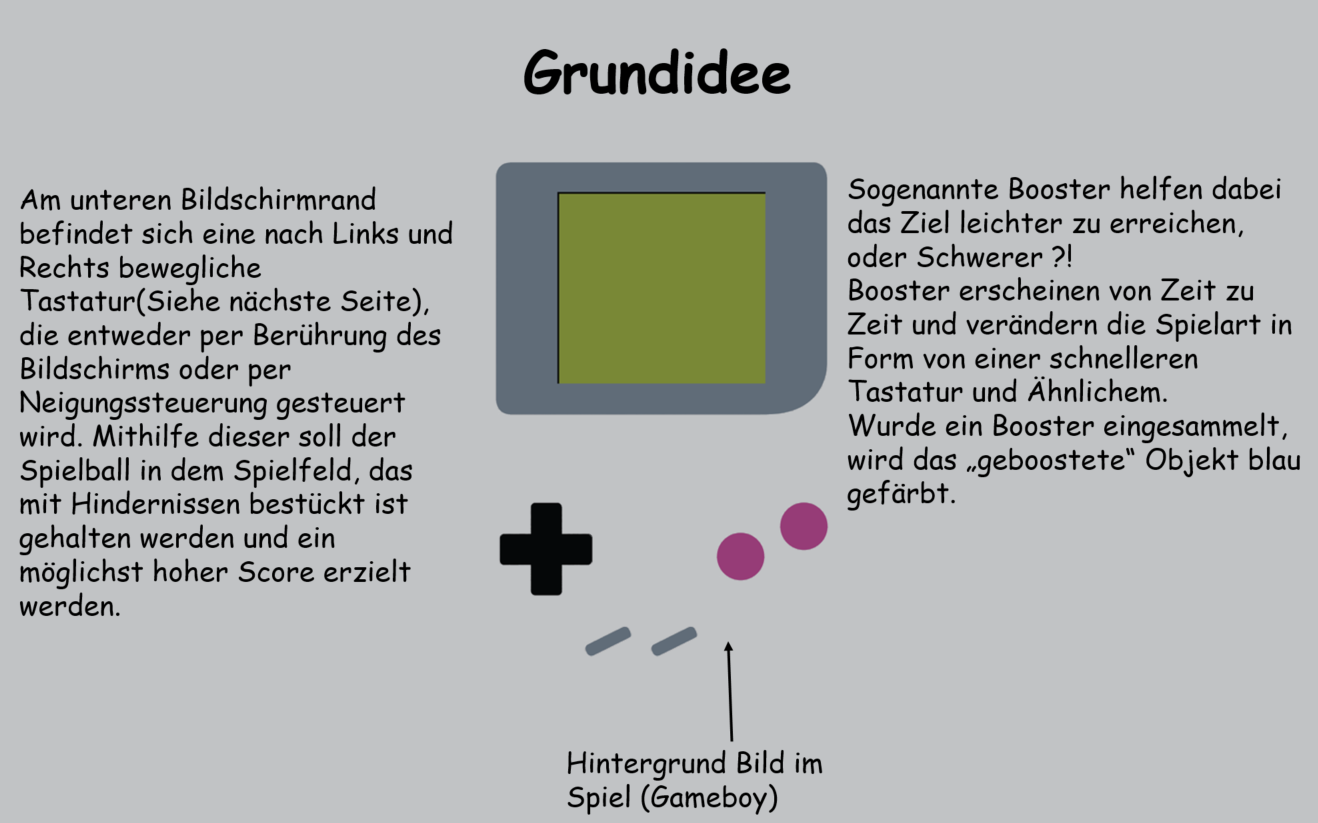 Grundidee
Am unteren Bildschirmrand
befindet sich eine nach Links und
Rechts bewegliche
Tastatur(Siehe nächste Seite),
die entweder per Berührung des
Bildschirms oder per
Neigungssteuerung gesteuert
wird. Mithilfe dieser soll der
Spielball in dem Spielfeld, das
mit Hindernissen bestückt ist
gehalten werden und ein
möglichst hoher Score erzielt
werden.
Sogenannte Booster helfen dabei
das Ziel leichter zu erreichen,
oder Schwerer ?!
Booster erscheinen von Zeit zu
Zeit und verändern die Spielart in
Form von einer schnelleren
Tastatur und Ähnlichem.
Wurde ein Booster eingesammelt,
wird das „geboostete“ Objekt blau
gefärbt.
Hintergrund Bild im
Spiel (Gameboy)